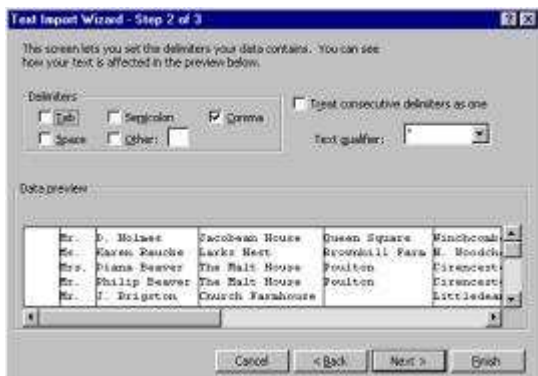 Text Import Wizard - Step 2 of 3
This screen lets you set the delimiters your data contains. You can see
how your text is affected in the preview below.
Delimiters
Tab Semicolon Comma
Space Other:
Treat consecutive delimiters as one
Text qualifier: "
Data preview
Mr. D. Holmes Jacobean House Queen Square Winchcomb
Ms. Karen Larks Nest Brownhill Farm N. Woodch
Mrs. Diana Beaver The Malt House Poulton Cirencest
Mr. Philip Beaver The Malt House Poulton Cirencest
Mr. J. Church Farmhouse Littledea
Cancel < Back Next > Finish